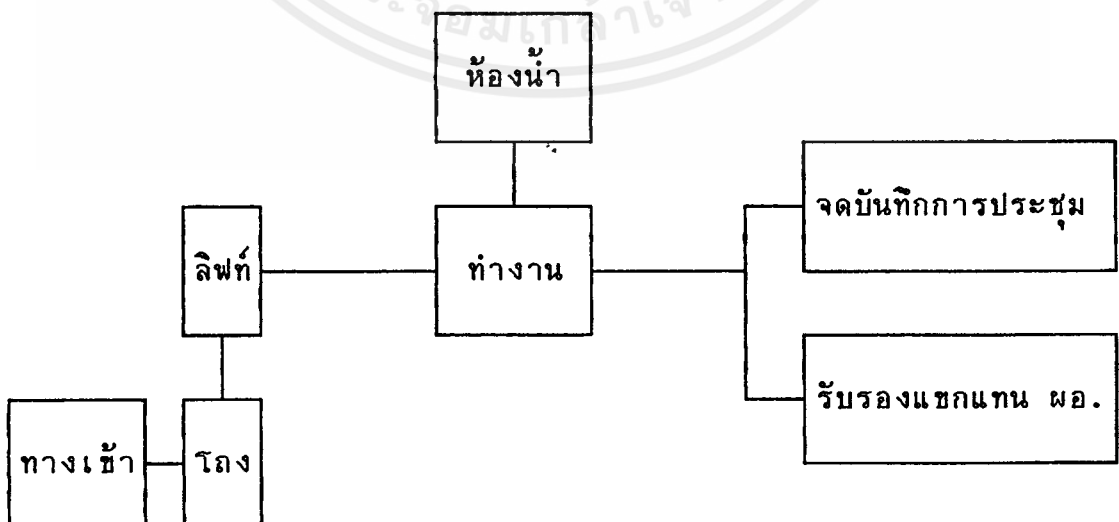 ห้องน้ำ
จดบันทึกการประชุม
ลิฟท์
ทำงาน
รับรองแขกแทน ผอ.
ทางเข้า
โถง